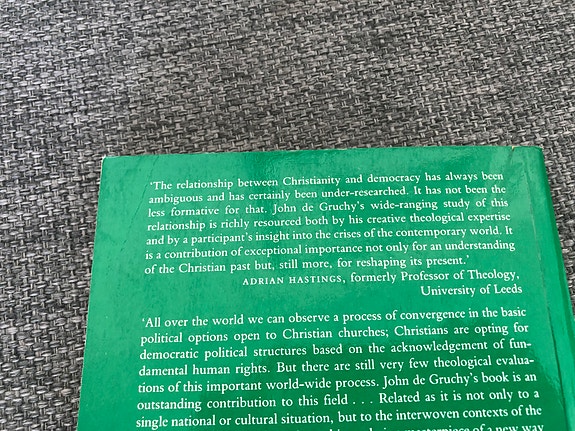 ‘The relationship between Christianity and democracy has always been
ambiguous and has certainly been under-researched. It has not been the
less formative for that. John de Gruchy’s wide-ranging study of this
relationship is richly resourced both by his creative theological expertise
and by a participant’s insight into the crises of the contemporary world. It
is a contribution of exceptional importance not only for an understanding
of the Christian past but, still more, for reshaping its present.’
ADRIAN HASTINGS, formerly Professor of Theology,
University of Leeds
‘All over the world we can observe a process of convergence in the basic
political options open to Christian churches; Christians are opting for
democratic political structures based on the acknowledgement of fun-
damental human rights. But there are still very few theological evalua-
tions of this important world-wide process. John de Gruchy’s book is an
outstanding contribution to this field . . . Related as it is not only to a
single national or cultural situation, but to the interwoven contexts of the
masterpiece of a new way